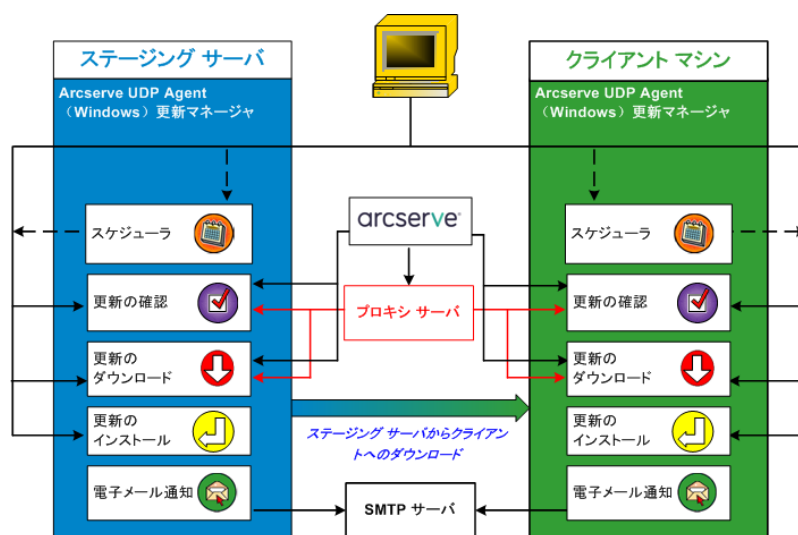 ステージング サーバ
Arcserve UDP Agent
（Windows）更新マネージャ
スケジューラ
更新の確認
更新の
ダウンロード
更新の
インストール
電子メール通知
arcserve®
プロキシ サーバ
ステージング サーバからクライアン
トへのダウンロード
SMTP サーバ
クライアント マシン
Arcserve UDP Agent
（Windows）更新マネージャ
スケジューラ
更新の確認
更新の
ダウンロード
更新の
インストール
電子メール通知